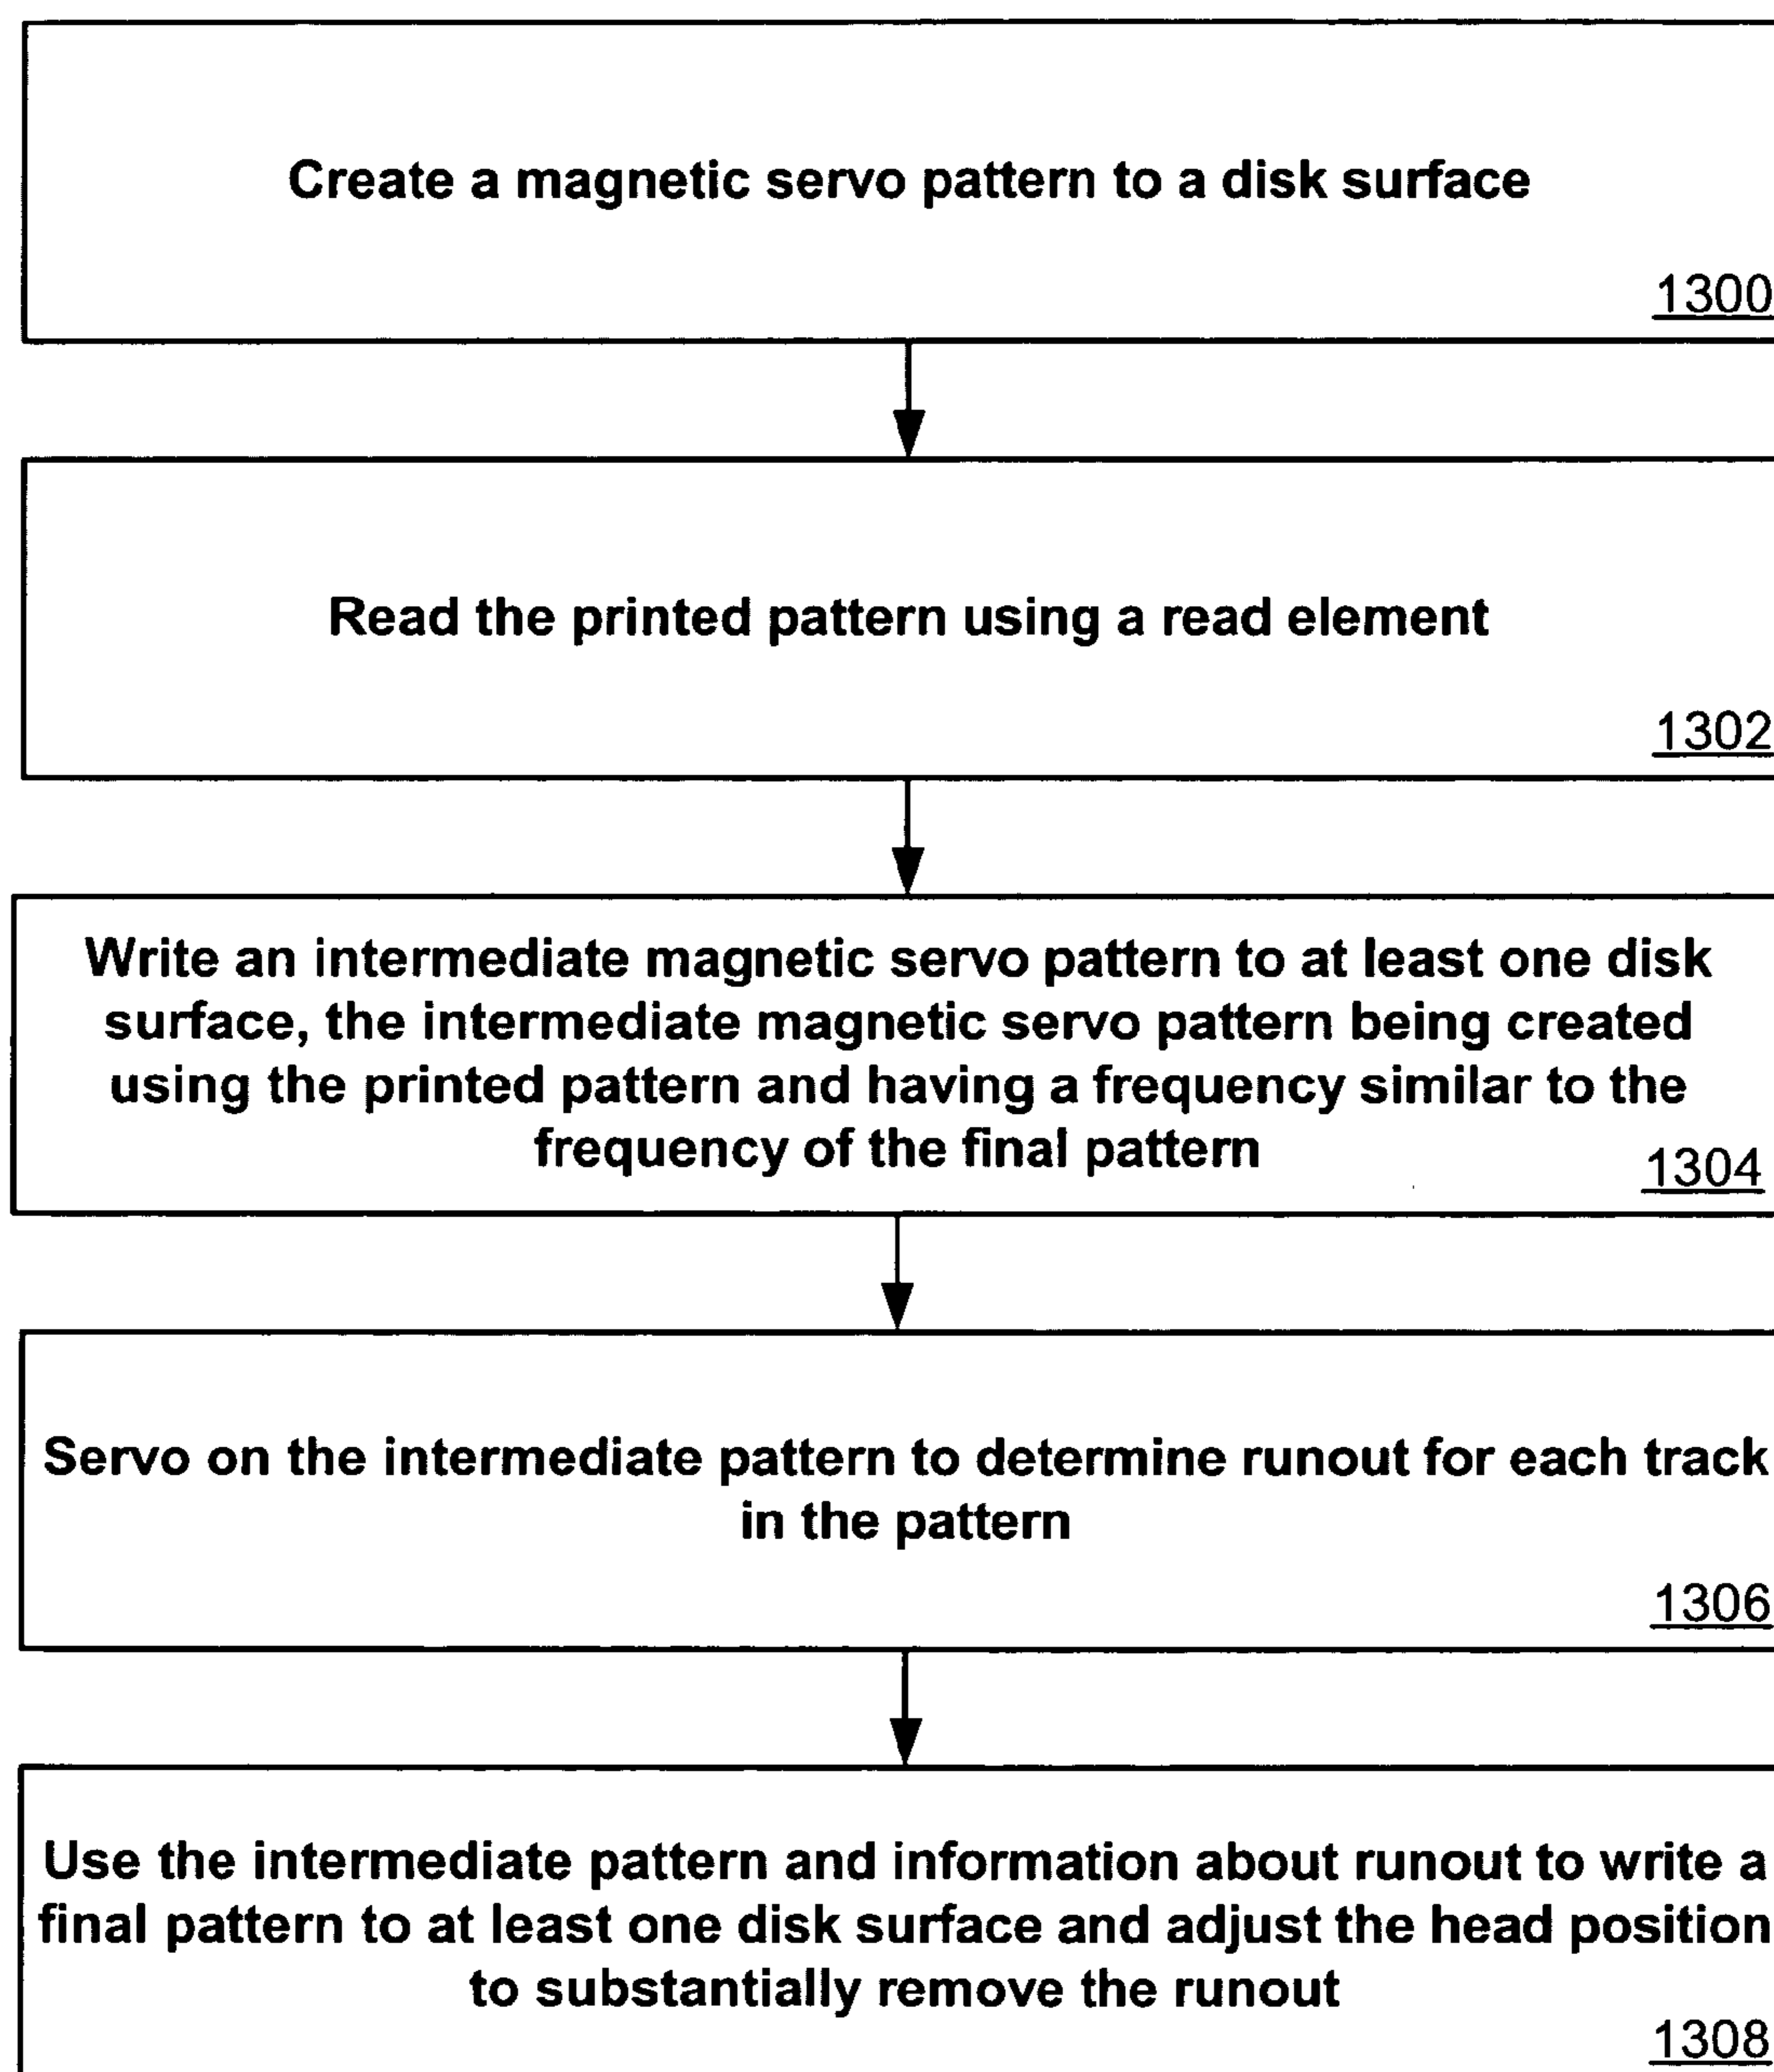 Create a magnetic servo pattern to a disk surface
1300
Read the printed pattern using a read element
1302
Write an intermediate magnetic servo pattern to at least one disk
surface, the intermediate magnetic servo pattern being created
using the printed pattern and having a frequency similar to the
frequency of the final pattern
1304
Servo on the intermediate pattern to determine runout for each track
in the pattern
1306
Use the intermediate pattern and information about runout to write a
final pattern to at least one disk surface and adjust the head position
to substantially remove the runout
1308